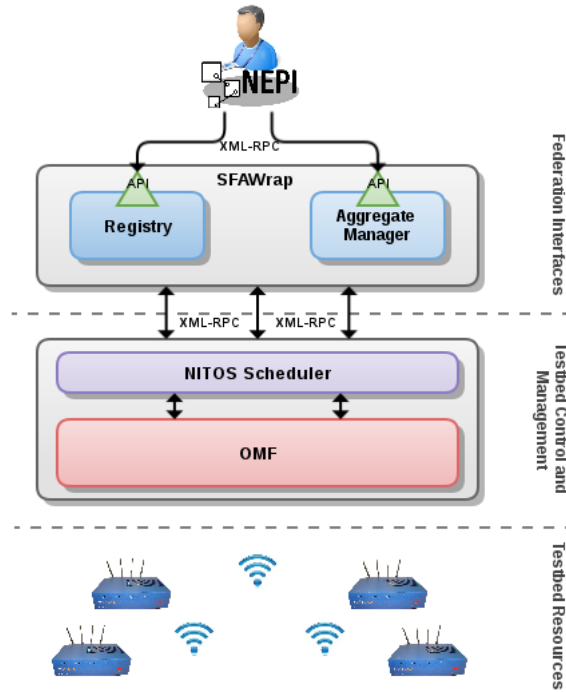 NEPI
XML-RPC
SFAWrap
API
API
Registry
Aggregate
Manager
Federation Interfaces
XML-RPC
XML-RPC
NITOS Scheduler
OMF
Testbed Control and
Management
Testbed Resources